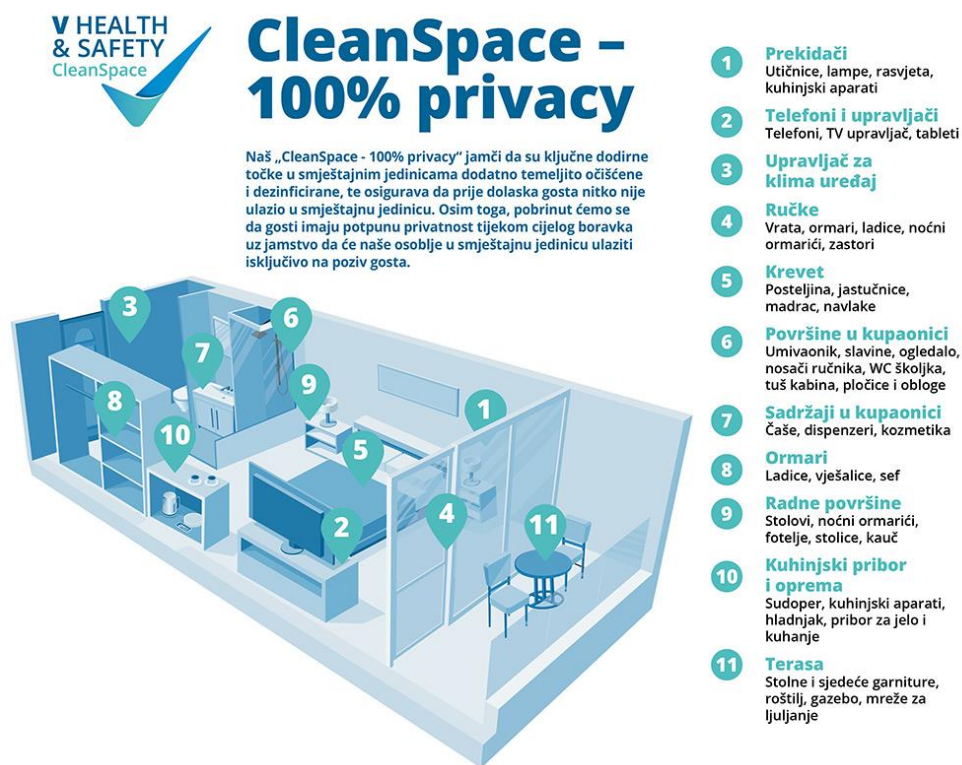 V HEALTH
& SAFETY
CleanSpace
CleanSpace –
100% privacy
Naš „CleanSpace - 100% privacy“ jamči da su ključne dodirne
točke u smještajnim jedinicama dodatno temeljito očišćene
i dezinficirane, te osigurava da prije dolaska gosta nitko nije
ulazio u smještajnu jedinicu. Osim toga, pobrinut ćemo se
da gosti imaju potpunu privatnost tijekom cijelog boravka
uz jamstvo da će naše osoblje u smještajnu jedinicu ulaziti
isključivo na poziv gosta.
3
6
7
9
8
1
10
5
2
4
11
1 Prekidači
Utičnice, lampe, rasvjeta,
kuhinjski aparati
2 Telefoni i upravljači
Telefoni, TV upravljač, tableti
3 Upravljač za
klima uređaj
4 Ručke
Vrata, ormari, ladice, noćni
ormarići, zastori
5 Krevet
Posteljina, jastučnice,
madrac, navlake
6 Površine u kupaonici
Umivaonik, slavine, ogledalo,
nosači ručnika, WC školjka,
tuš kabina, pločice i obloge
7 Sadržaji u kupaonici
Čaše, dispenzeri, kozmetika
8 Ormari
Ladice, vješalice, sef
9 Radne površine
Stolovi, noćni ormarići,
fotelje, stolice, kauč
10 Kuhinjski pribor
i oprema
Sudoper, kuhinjski aparati,
hladnjak, pribor za jelo i
kuhanje
11 Terasa
Stolne i sjedeće garniture,
roštilj, gazebo, mreže za
ljuljanje